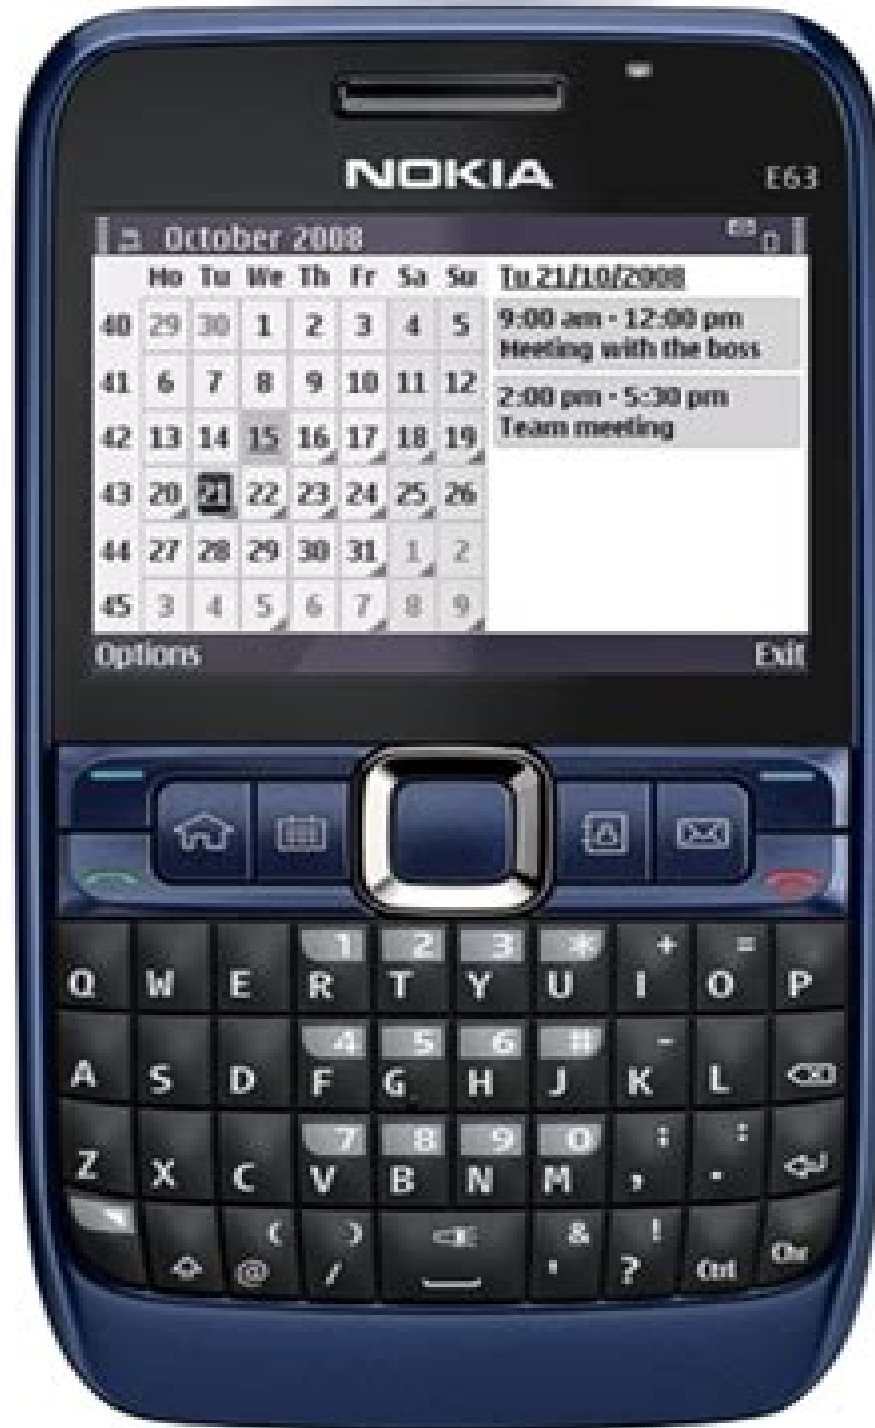 NOKIA
E63
October 2008
Mo Tu We Th Fr Sa Su
40 29 30 1 2 3 4 5
41 6 7 8 9 10 11 12
42 13 14 15 16 17 18 19
43 20 21 22 23 24 25 26
44 27 28 29 30 31 1 2
45 3 4 5 6 7 8 9
Tu 21/10/2008
9:00 am - 12:00 pm
Meeting with the boss
2:00 pm - 5:30 pm
Team meeting
Options Exit
1 2 3 * + =
Q W E R T Y U I O P
4 5 6 # -
A S D F G H J K L
7 8 9 0 ; :
Z X C V B N M , .
( ) & !
@ / ' ? Ctrl Chr